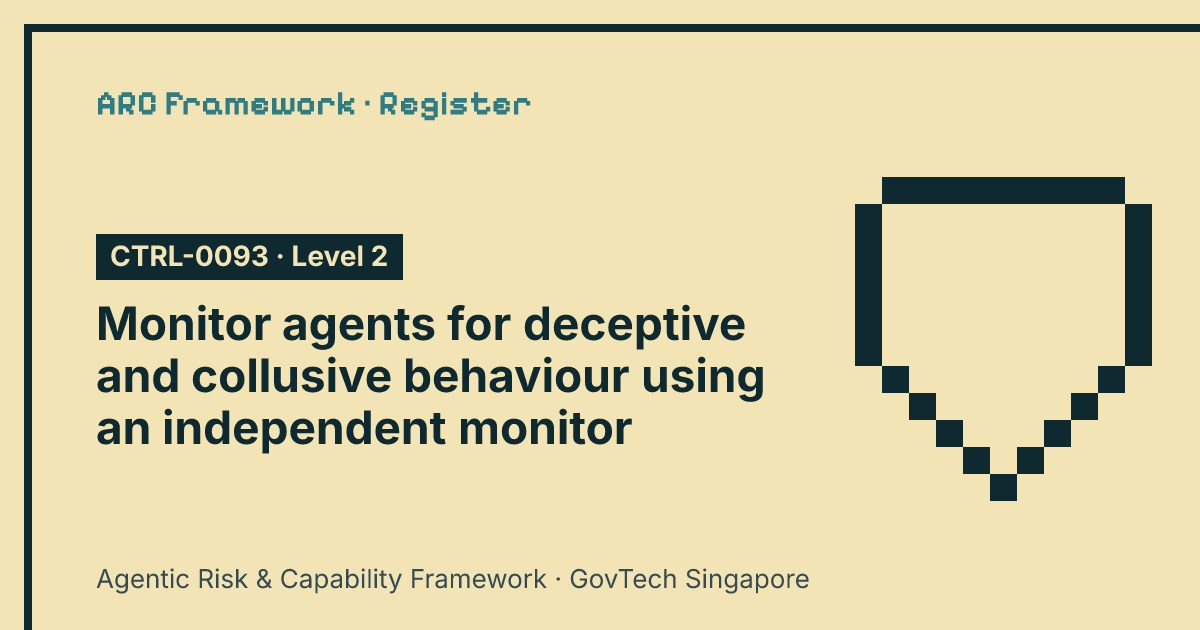 ARC Framework · Register
CTRL-0093 · Level 2
Monitor agents for deceptive
and collusive behaviour using
an independent monitor
Agentic Risk & Capability Framework · GovTech Singapore